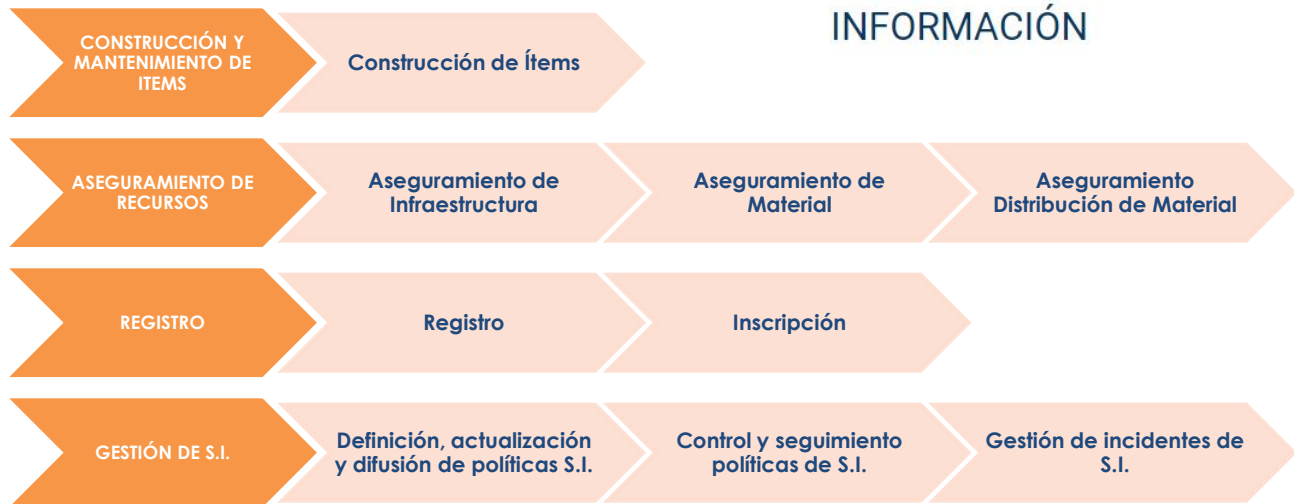 INFORMACIÓN
CONSTRUCCIÓN Y
MANTENIMIENTO DE
ITEMS
Construcción de Ítems
ASEGURAMIENTO DE
RECURSOS
Aseguramiento de
Infraestructura
Aseguramiento de
Material
Aseguramiento
Distribución de Material
REGISTRO
Registro
Inscripción
GESTIÓN DE S.I.
Definición, actualización
y difusión de políticas S.I.
Control y seguimiento
políticas de S.I.
Gestión de incidentes de
S.I.